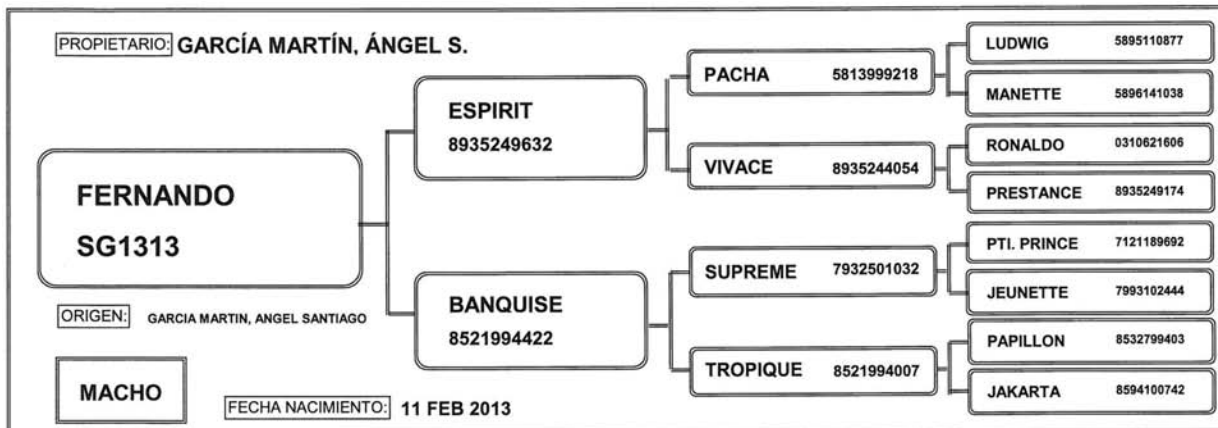 PROPIETARIO: GARCÍA MARTÍN, ÁNGEL S.
FERNANDO
SG1313
ORIGEN: GARCIA MARTIN, ANGEL SANTIAGO
MACHO
FECHA NACIMIENTO: 11 FEB 2013
ESPIRIT
8935249632
BANQUISE
8521994422
PACHA 5813999218
VIVACE 8935244054
SUPREME 7932501032
TROPIQUE 8521994007
LUDWIG 5895110877
MANETTE 5896141038
RONALDO 0310621606
PRESTANCE 8935249174
PTI. PRINCE 7121189692
JEUNETTE 7993102444
PAPILLON 8532799403
JAKARTA 8594100742